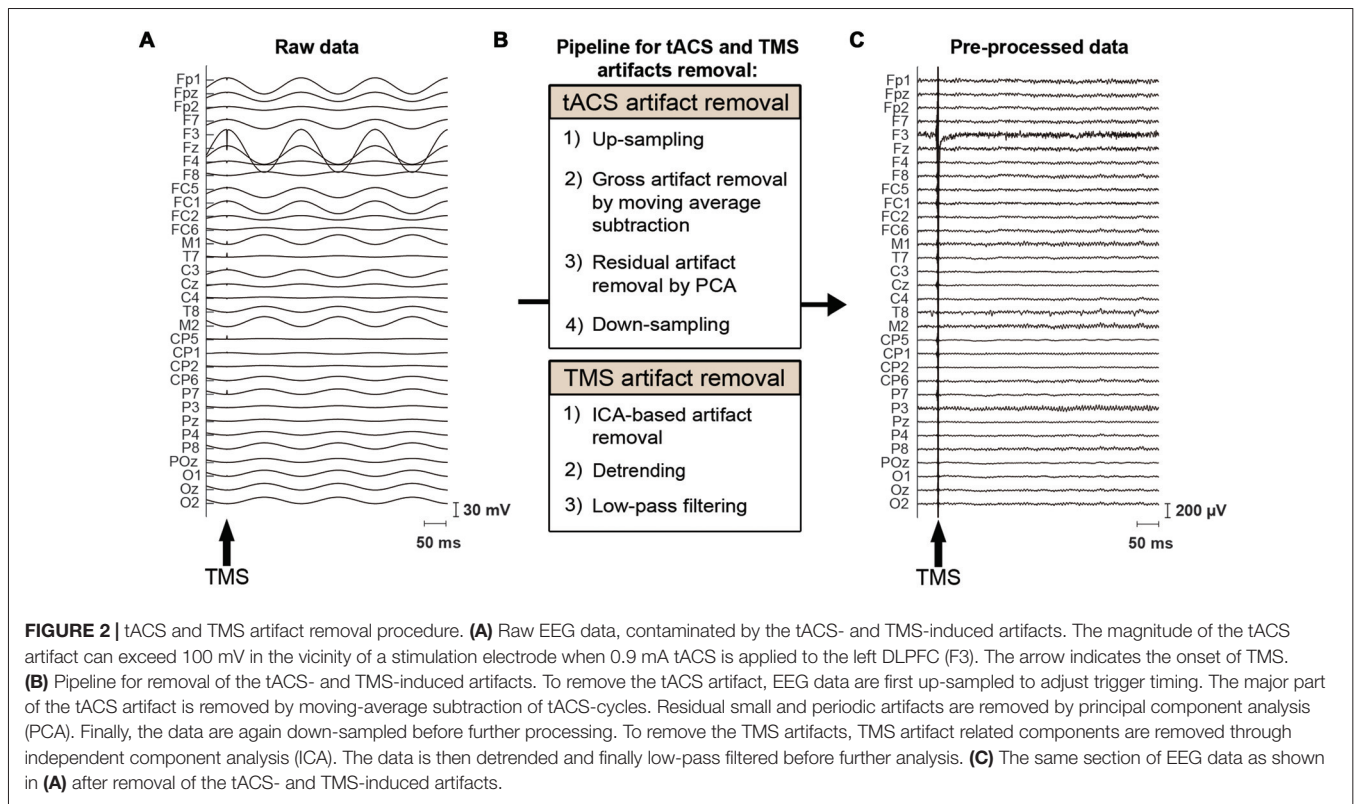 A
Raw data
Fp1
Fpz
Fp2
F7
F3
Fz
F4
F8
FC5
FC1
FC2
FC6
M1
T7
C3
Cz
C4
T8
M2
CP5
CP1
CP2
CP6
P7
P3
Pz
P4
P8
POz
O1
Oz
O2
30 mV
50 ms
TMS
B
Pipeline for tACS and TMS
artifacts removal:
tACS artifact removal
1) Up-sampling
2) Gross artifact removal
by moving average
subtraction
3) Residual artifact
removal by PCA
4) Down-sampling
TMS artifact removal
1) ICA-based artifact
removal
2) Detrending
3) Low-pass filtering
C
Pre-processed data
Fp1
Fpz
Fp2
F7
F3
Fz
F4
F8
FC5
FC1
FC2
FC6
M1
T7
C3
Cz
C4
T8
M2
CP5
CP1
CP2
CP6
P7
P3
Pz
P4
P8
POz
O1
Oz
O2
200 µV
50 ms
TMS
FIGURE 2 | tACS and TMS artifact removal procedure. (A) Raw EEG data, contaminated by the tACS- and TMS-induced artifacts. The magnitude of the tACS
artifact can exceed 100 mV in the vicinity of a stimulation electrode when 0.9 mA tACS is applied to the left DLPFC (F3). The arrow indicates the onset of TMS.
(B) Pipeline for removal of the tACS- and TMS-induced artifacts. To remove the tACS artifact, EEG data are first up-sampled to adjust trigger timing. The major part
of the tACS artifact is removed by moving-average subtraction of tACS-cycles. Residual small and periodic artifacts are removed by principal component analysis
(PCA). Finally, the data are again down-sampled before further processing. To remove the TMS artifacts, TMS artifact related components are removed through
independent component analysis (ICA). The data is then detrended and finally low-pass filtered before further analysis. (C) The same section of EEG data as shown
in (A) after removal of the tACS- and TMS-induced artifacts.